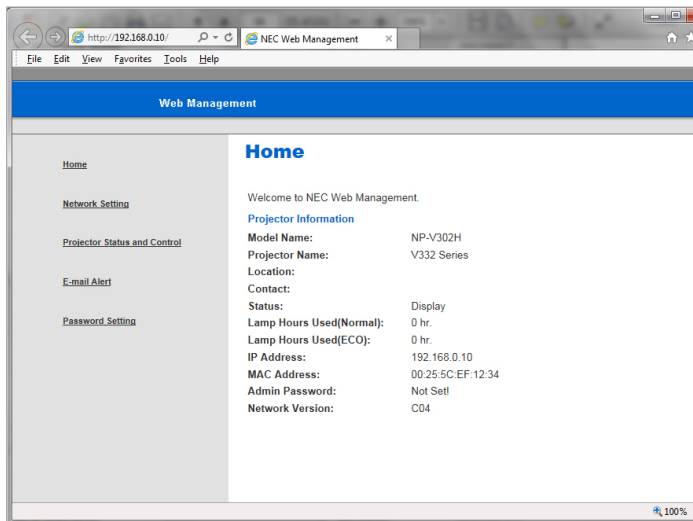 http://192.168.0.10/
NEC Web Management
File Edit View Favorites Tools Help
Web Management
Home
Network Setting
Projector Status and Control
E-mail Alert
Password Setting
Home
Welcome to NEC Web Management.
Projector Information
Model Name: NP-V302H
Projector Name: V332 Series
Location:
Contact:
Status: Display
Lamp Hours Used(Normal): 0 hr.
Lamp Hours Used(ECO): 0 hr.
IP Address: 192.168.0.10
MAC Address: 00:25:5C:EF:12:34
Admin Password: Not Set!
Network Version: C04
100%